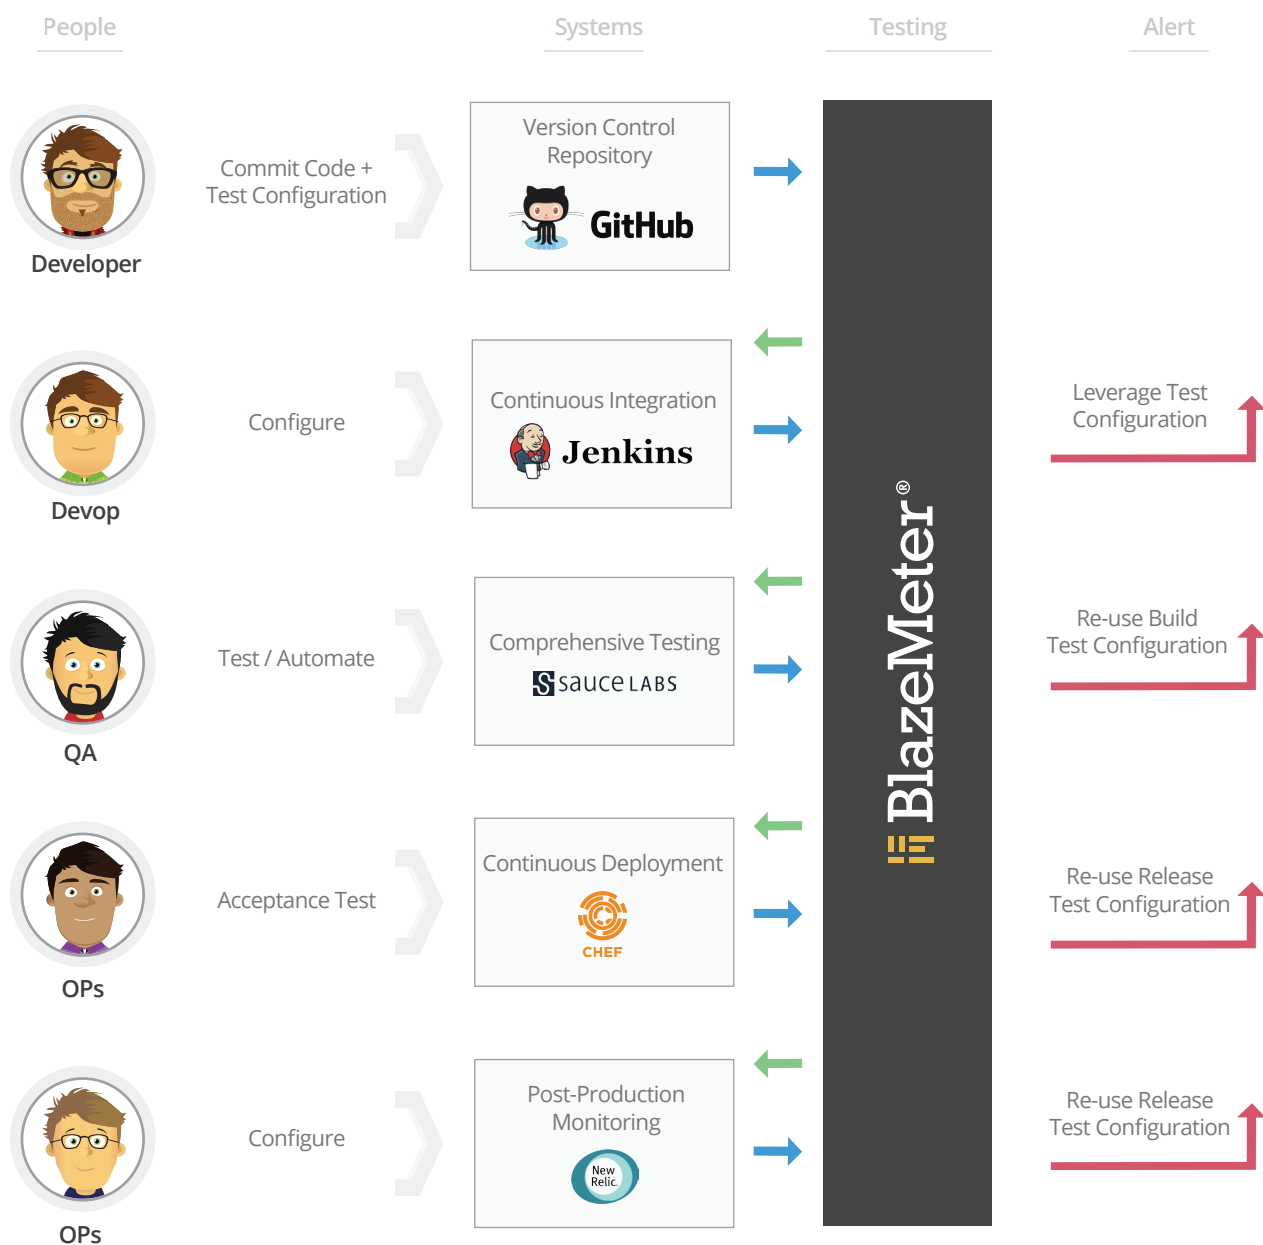 People
Systems
Testing
Alert
Developer
Commit Code +
Test Configuration
Version Control
Repository
GitHub
BlazeMeter®
Devop
Configure
Continuous Integration
Jenkins
Leverage Test
Configuration
QA
Test / Automate
Comprehensive Testing
S SAUCE LABS
Re-use Build
Test Configuration
OPs
Acceptance Test
Continuous Deployment
CHEF
Re-use Release
Test Configuration
OPs
Configure
Post-Production
Monitoring
New
Relic.
Re-use Release
Test Configuration